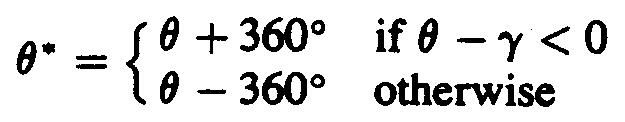 θ* = { θ + 360° if θ − γ < 0
θ − 360° otherwise